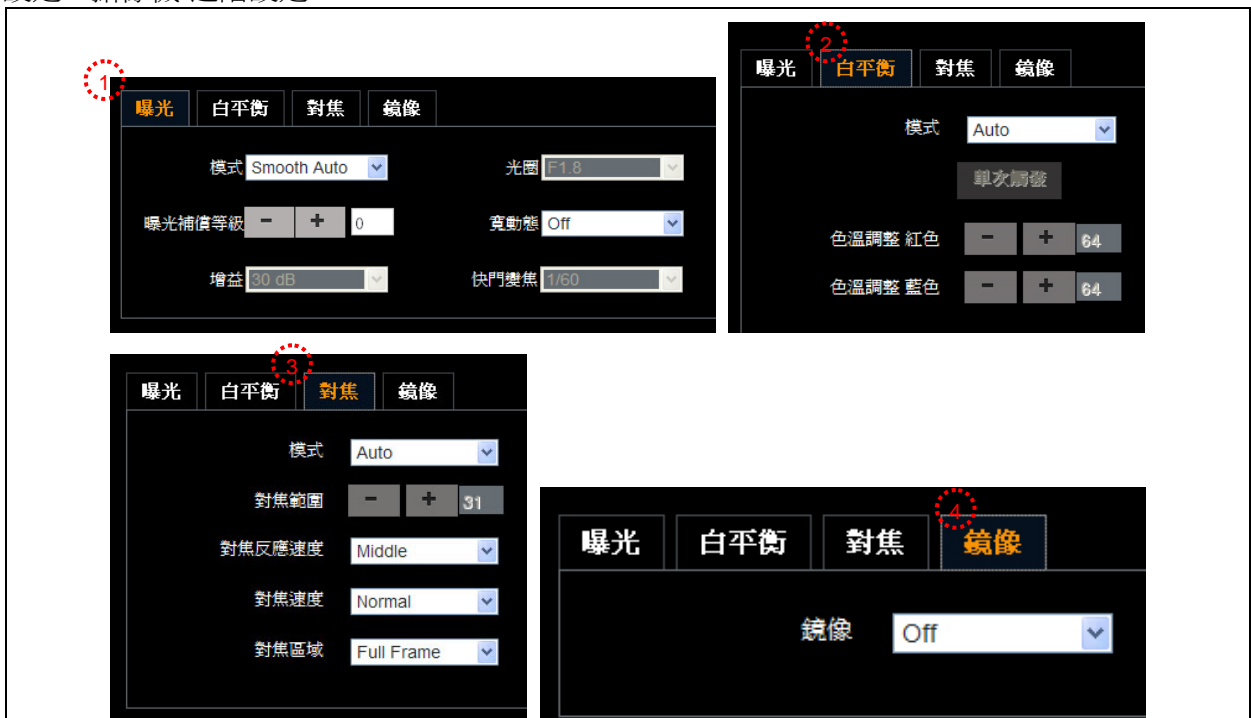 1
曝光 白平衡 對焦 鏡像
模式 Smooth Auto 光圈 F1.8
曝光補償等級 - + 0 寬動態 Off
增益 30 dB 快門變焦 1/60
2
曝光 白平衡 對焦 鏡像
模式 Auto
單次觸發
色溫調整 紅色 - + 64
色溫調整 藍色 - + 64
3
曝光 白平衡 對焦 鏡像
模式 Auto
對焦範圍 - + 31
對焦反應速度 Middle
對焦速度 Normal
對焦區域 Full Frame
4
曝光 白平衡 對焦 鏡像
鏡像 Off